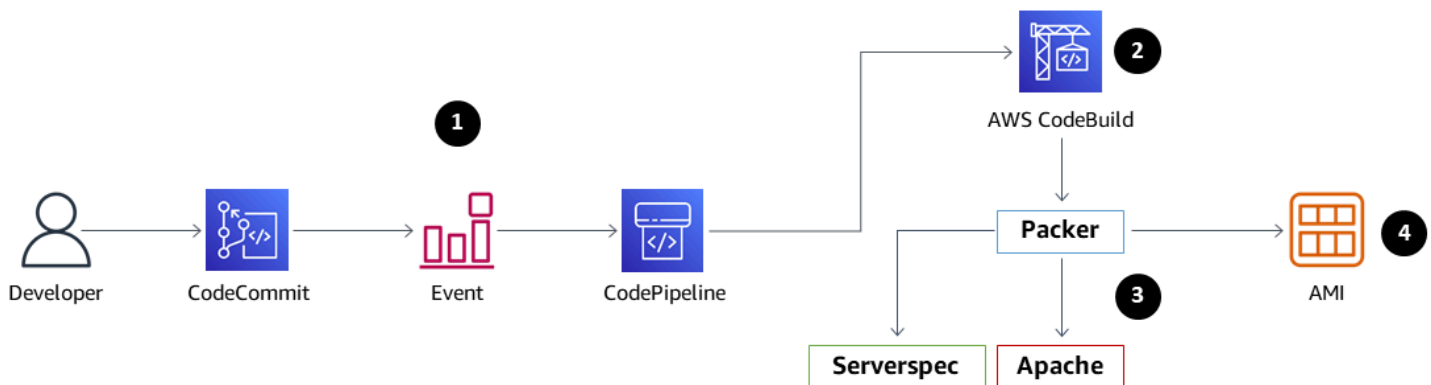 2
AWS CodeBuild
1
Packer
4
Developer
CodeCommit
Event
CodePipeline
AMI
3
Serverspec
Apache